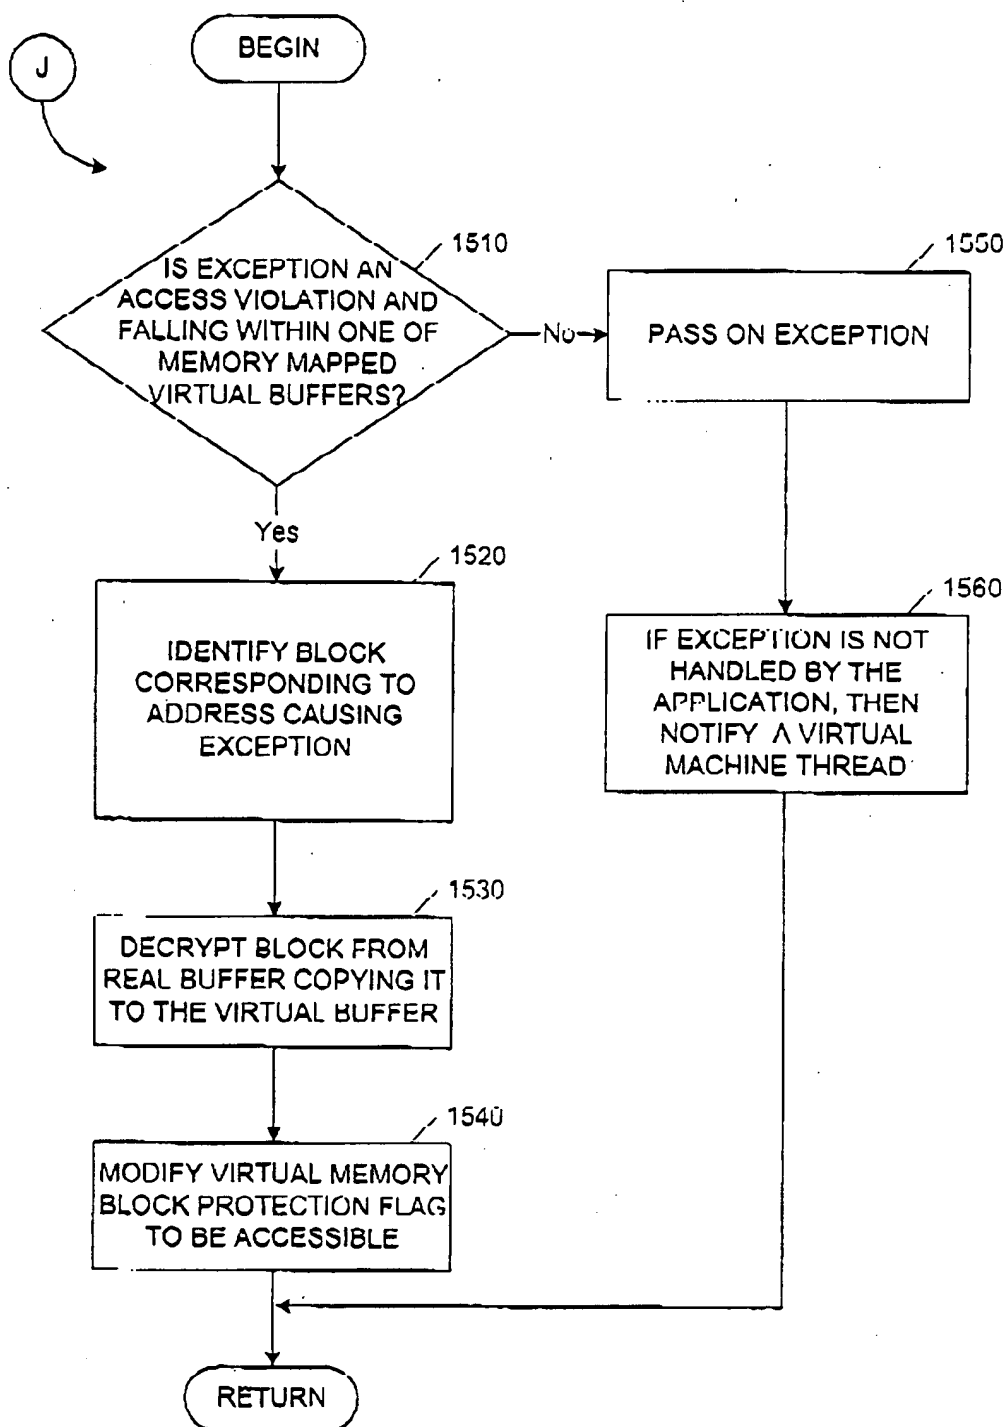 J
BEGIN
1510
IS EXCEPTION AN
ACCESS VIOLATION AND
FALLING WITHIN ONE OF
MEMORY MAPPED
VIRTUAL BUFFERS?
No
1550
PASS ON EXCEPTION
Yes
1520
IDENTIFY BLOCK
CORRESPONDING TO
ADDRESS CAUSING
EXCEPTION
1560
IF EXCEPTION IS NOT
HANDLED BY THE
APPLICATION, THEN
NOTIFY A VIRTUAL
MACHINE THREAD
1530
DECRYPT BLOCK FROM
REAL BUFFER COPYING IT
TO THE VIRTUAL BUFFER
1540
MODIFY VIRTUAL MEMORY
BLOCK PROTECTION FLAG
TO BE ACCESSIBLE
RETURN